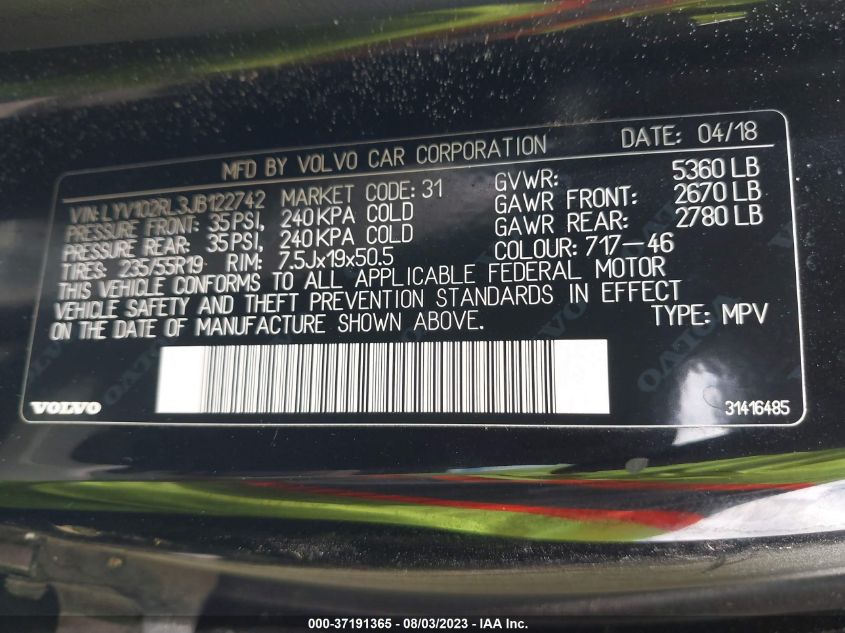 MFD BY VOLVO CAR CORPORATION DATE: 04/18
VIN: LYV102RL3JB122742 MARKET CODE: 31 GVWR: 5360 LB
PRESSURE FRONT: 35 PSI, 240 KPA COLD GAWR FRONT: 2670 LB
PRESSURE REAR: 35 PSI, 240 KPA COLD GAWR REAR: 2780 LB
TIRES: 235/55R19 RIM: 7.5Jx19x50.5 COLOUR: 717-46
THIS VEHICLE CONFORMS TO ALL APPLICABLE FEDERAL MOTOR
VEHICLE SAFETY AND THEFT PREVENTION STANDARDS IN EFFECT
ON THE DATE OF MANUFACTURE SHOWN ABOVE. TYPE: MPV
VOLVO 31416485
000-37191365 - 08/03/2023 - IAA Inc.